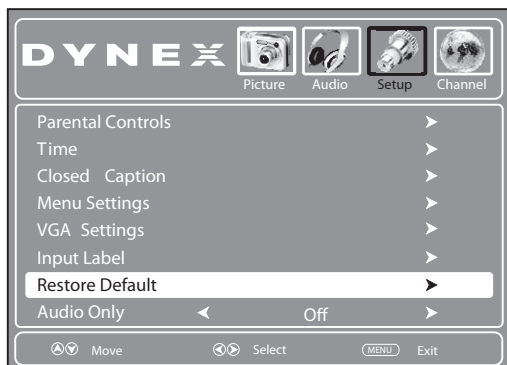 DYNEX
Picture Audio Setup Channel
Parental Controls
Time
Closed Caption
Menu Settings
VGA Settings
Input Label
Restore Default
Audio Only Off
Move Select MENU Exit